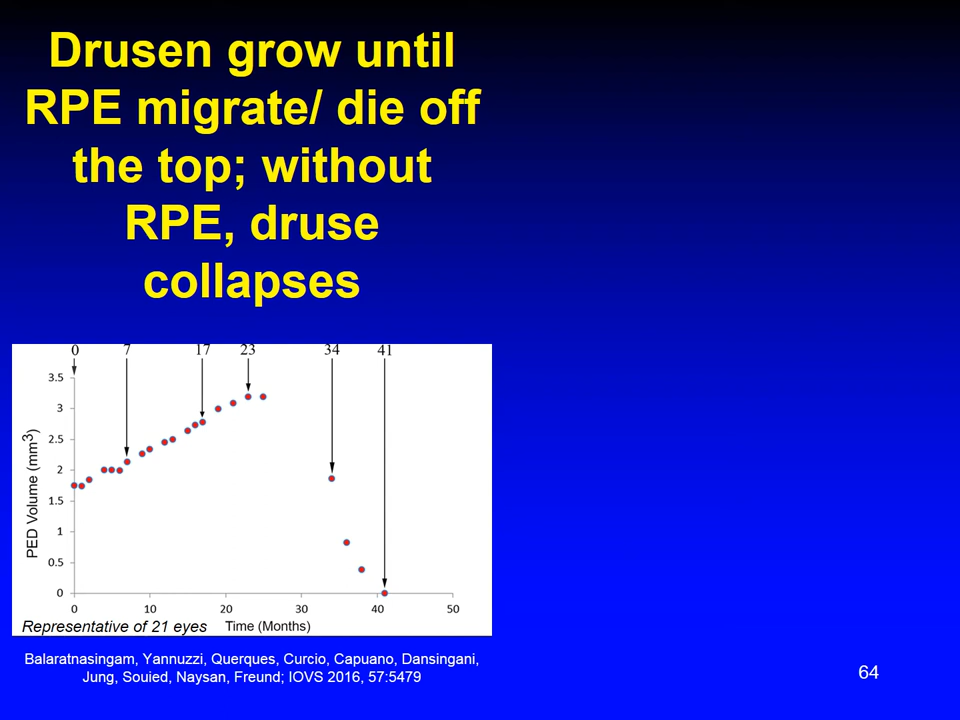 Drusen grow until
RPE migrate/ die off
the top; without
RPE, druse
collapses
0 7 17 23 34 41
3.5
3
2.5
2
1.5
1
0.5
0
PED Volume (mm3)
0 10 20 30 40 50
Representative of 21 eyes Time (Months)
Balaratnasingam, Yannuzzi, Querques, Curcio, Capuano, Dansingani,
Jung, Souied, Naysan, Freund; IOVS 2016, 57:5479
64